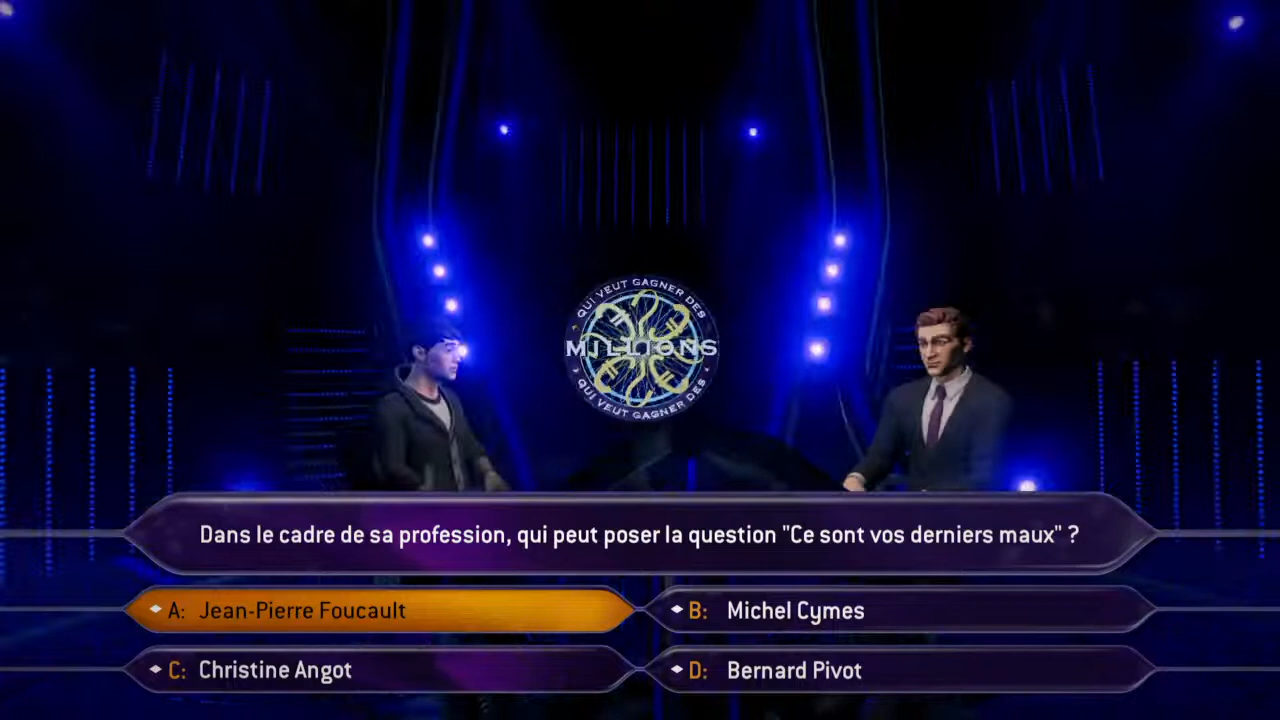 QUI VEUT GAGNER DES
MILLIONS
QUI VEUT GAGNER DES
Dans le cadre de sa profession, qui peut poser la question "Ce sont vos derniers maux" ?
A: Jean-Pierre Foucault
B: Michel Cymes
C: Christine Angot
D: Bernard Pivot